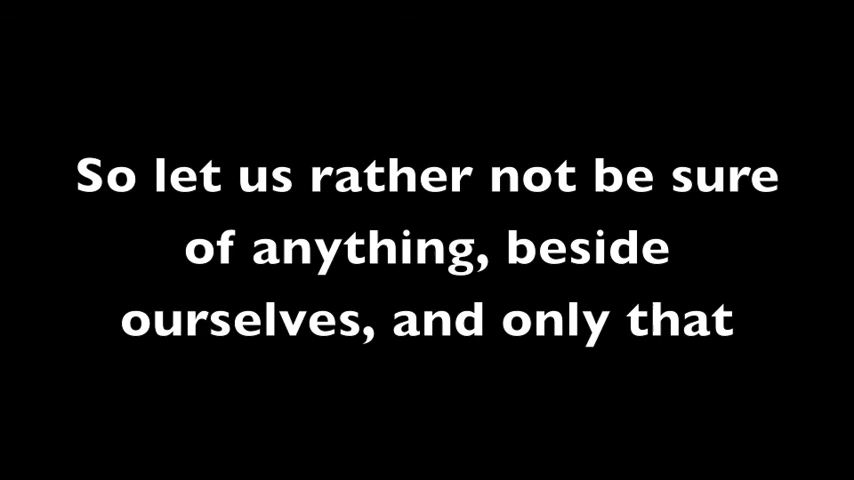 So let us rather not be sure
of anything, beside
ourselves, and only that